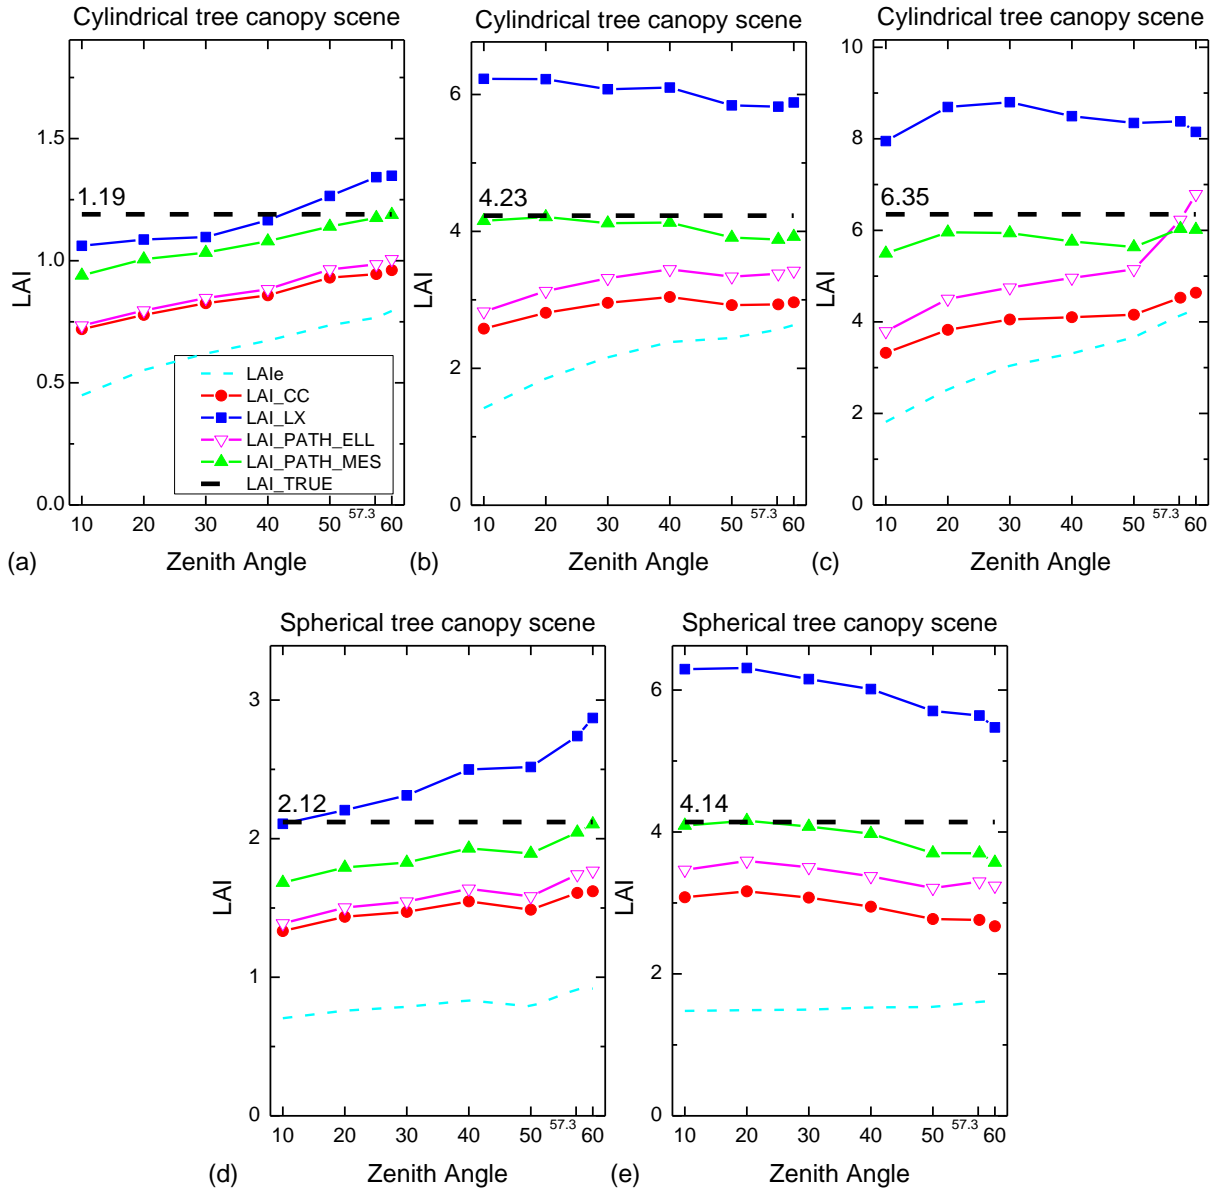 Cylindrical tree canopy scene
Cylindrical tree canopy scene
Cylindrical tree canopy scene
1.5
1.0
0.5
0.0
LAI
1.19
LAIe
LAI_CC
LAI_LX
LAI_PATH_ELL
LAI_PATH_MES
LAI_TRUE
10 20 30 40 50 57.3 60
(a)
Zenith Angle
6
4
2
0
LAI
4.23
10 20 30 40 50 57.3 60
(b)
Zenith Angle
10
8
6
4
2
0
LAI
6.35
10 20 30 40 50 57.3 60
(c)
Zenith Angle
Spherical tree canopy scene
Spherical tree canopy scene
3
2
1
0
LAI
2.12
10 20 30 40 50 57.3 60
(d)
Zenith Angle
6
4
2
0
LAI
4.14
10 20 30 40 50 57.3 60
(e)
Zenith Angle